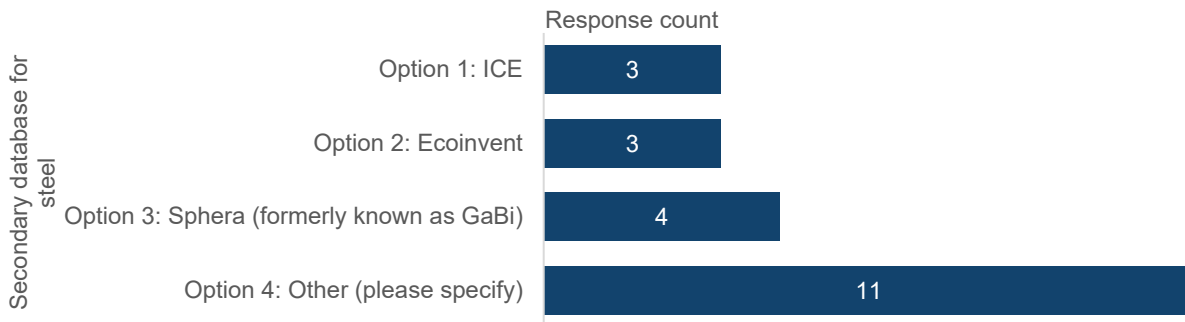 Response count
Secondary database for
steel
Option 1: ICE
3
Option 2: Ecoinvent
3
Option 3: Sphera (formerly known as GaBi)
4
Option 4: Other (please specify)
11